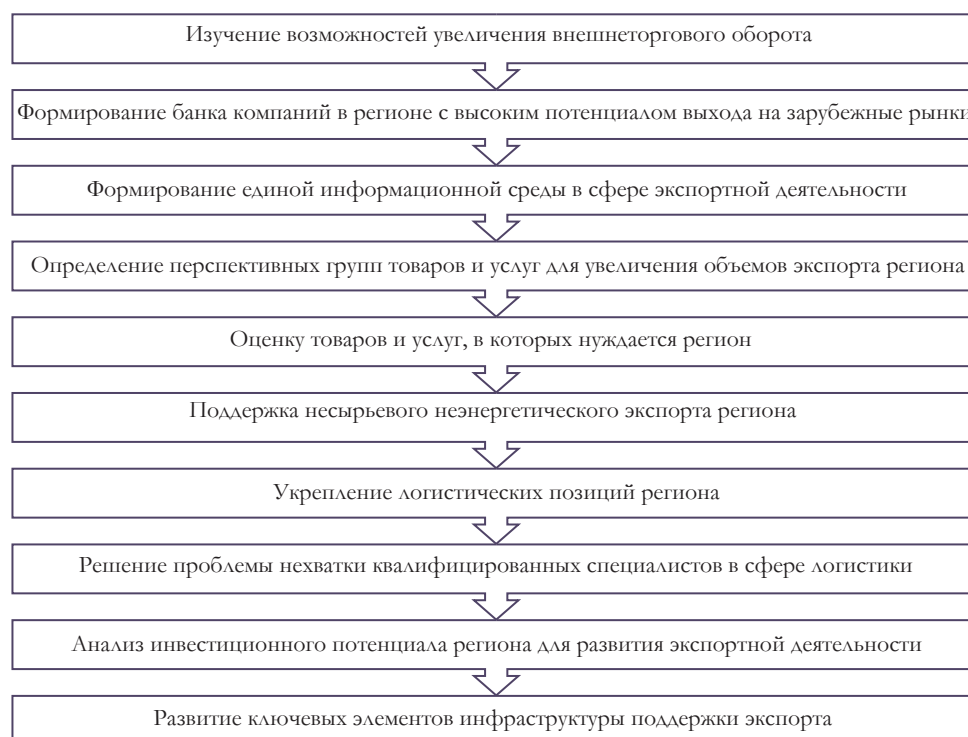 Изучение возможностей увеличения внешнеторгового оборота
Формирование банка компаний в регионе с высоким потенциалом выхода на зарубежные рынки
Формирование единой информационной среды в сфере экспортной деятельности
Определение перспективных групп товаров и услуг для увеличения объемов экспорта региона
Оценку товаров и услуг, в которых нуждается регион
Поддержка несырьевого неэнергетического экспорта региона
Укрепление логистических позиций региона
Решение проблемы нехватки квалифицированных специалистов в сфере логистики
Анализ инвестиционного потенциала региона для развития экспортной деятельности
Развитие ключевых элементов инфраструктуры поддержки экспорта